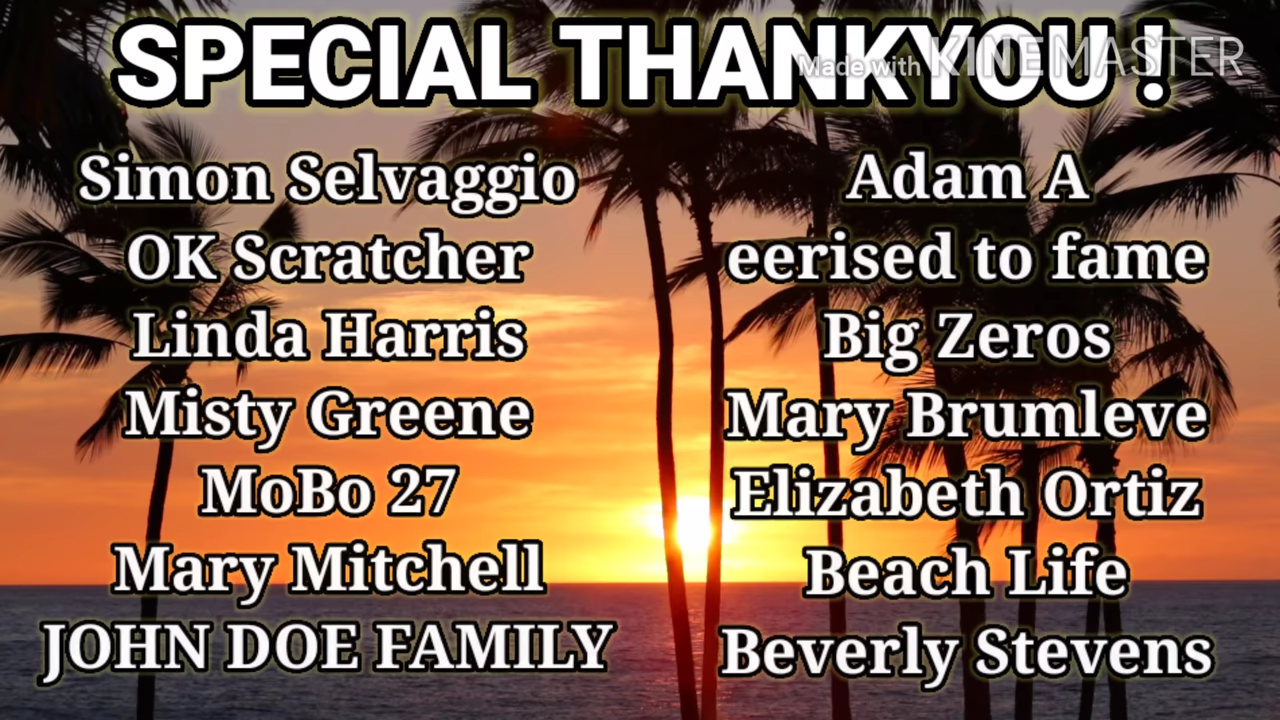 SPECIAL THANKYOU !
Made with KINEMASTER
Simon Selvaggio
OK Scratcher
Linda Harris
Misty Greene
MoBo 27
Mary Mitchell
JOHN DOE FAMILY
Adam A
eerised to fame
Big Zeros
Mary Brumleve
Elizabeth Ortiz
Beach Life
Beverly Stevens